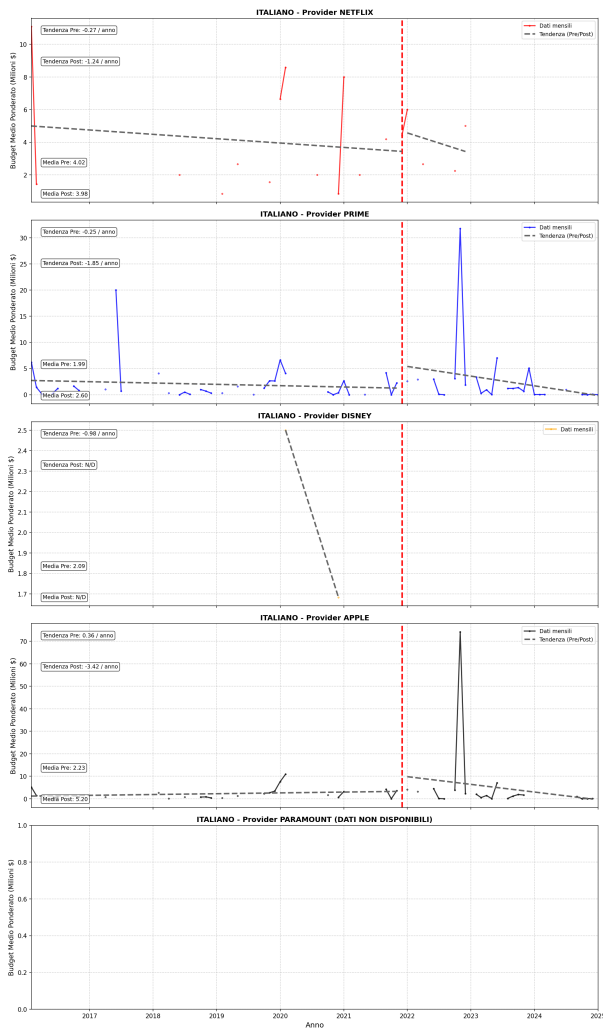 ITALIANO - Provider NETFLIX
Budget Medio Ponderato (Milioni $)
10
8
6
4
2
Tendenza Pre: -0.27 / anno
Tendenza Post: -1.24 / anno
Media Pre: 4.02
Media Post: 3.98
Dati mensili
Tendenza (Pre/Post)
ITALIANO - Provider PRIME
Budget Medio Ponderato (Milioni $)
30
25
20
15
10
5
0
Tendenza Pre: -0.25 / anno
Tendenza Post: -1.85 / anno
Media Pre: 1.99
Media Post: 2.60
Dati mensili
Tendenza (Pre/Post)
ITALIANO - Provider DISNEY
Budget Medio Ponderato (Milioni $)
2.5
2.4
2.3
2.2
2.1
2.0
1.9
1.8
1.7
Tendenza Pre: -0.98 / anno
Tendenza Post: N/D
Media Pre: 2.09
Media Post: N/D
Dati mensili
ITALIANO - Provider APPLE
Budget Medio Ponderato (Milioni $)
70
60
50
40
30
20
10
0
Tendenza Pre: 0.36 / anno
Tendenza Post: -3.42 / anno
Media Pre: 2.23
Media Post: 5.20
Dati mensili
Tendenza (Pre/Post)
ITALIANO - Provider PARAMOUNT (DATI NON DISPONIBILI)
Budget Medio Ponderato (Milioni $)
1.0
0.8
0.6
0.4
0.2
0.0
2017 2018 2019 2020 2021 2022 2023 2024 2025
Anno